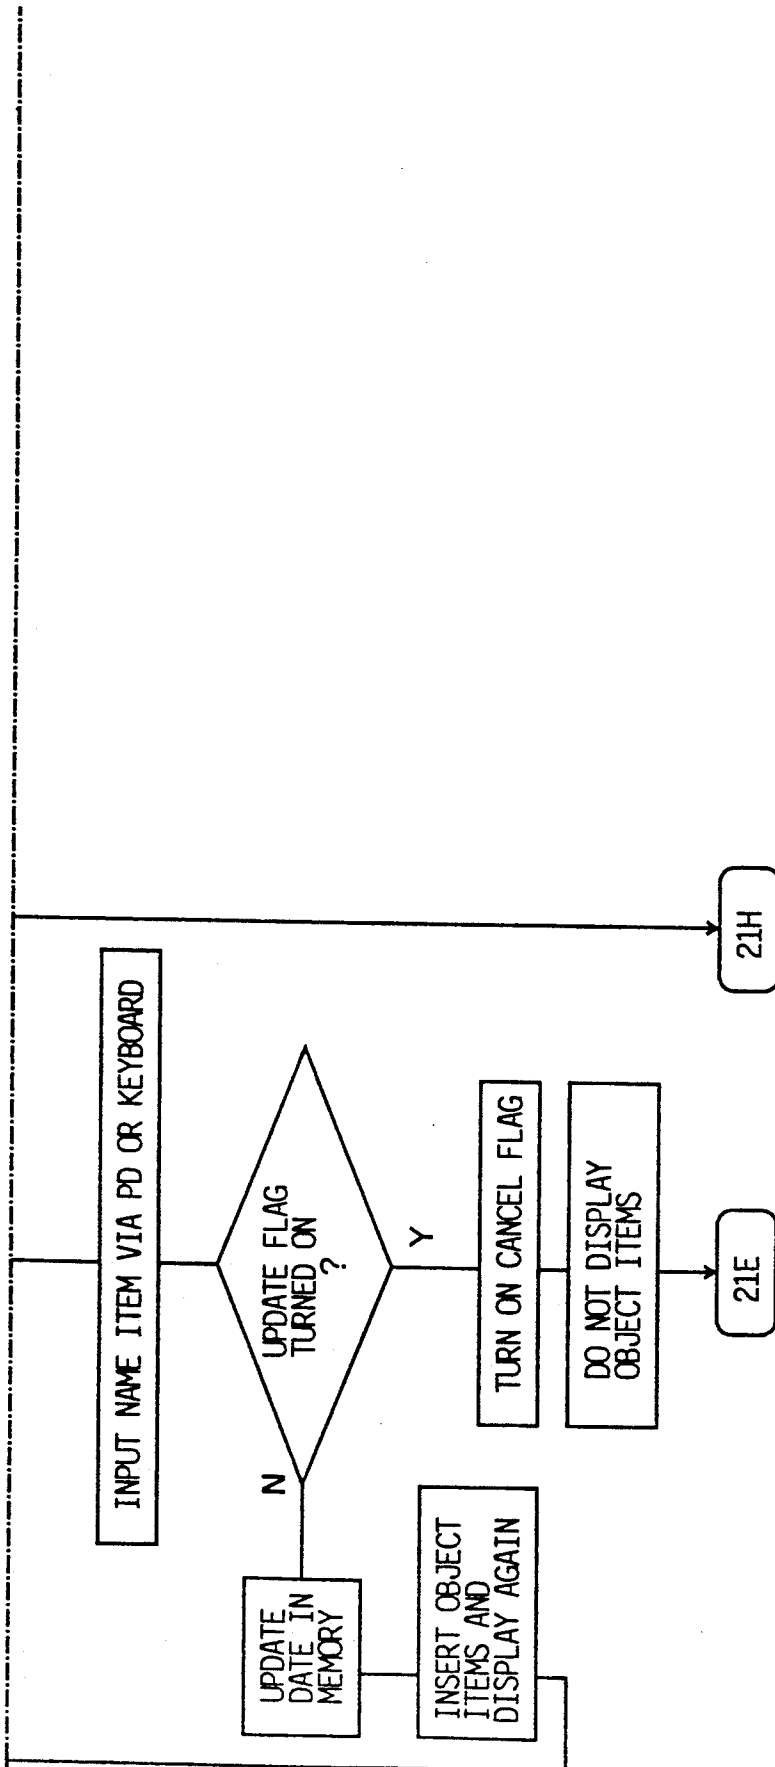 INPUT NAME ITEM VIA PD OR KEYBOARD
UPDATE FLAG
TURNED ON
?
N
Y
UPDATE
DATE IN
MEMORY
INSERT OBJECT
ITEMS AND
DISPLAY AGAIN
TURN ON CANCEL FLAG
DO NOT DISPLAY
OBJECT ITEMS
21E
21H